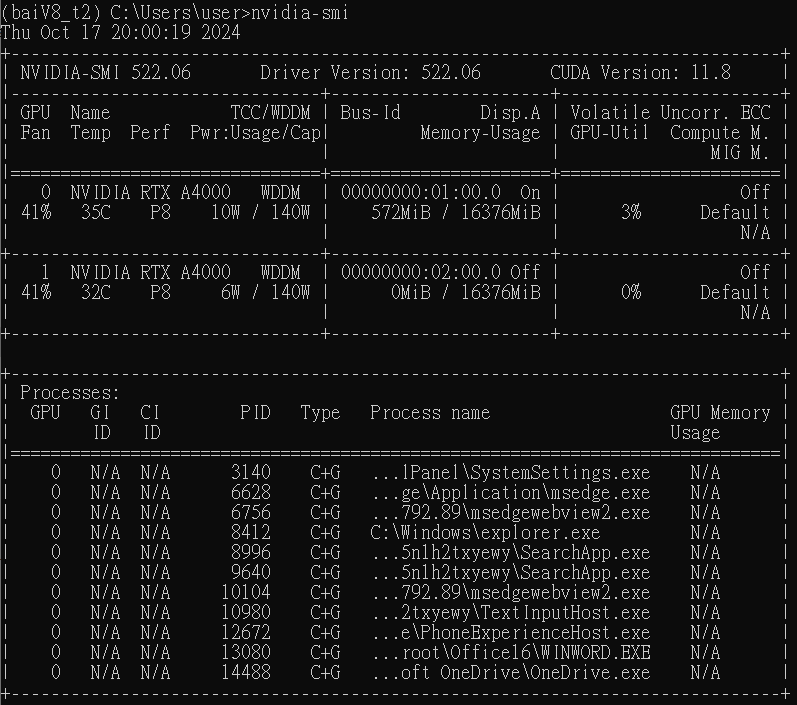 (baiV8_t2) C:\Users\user>nvidia-smi
Thu Oct 17 20:00:19 2024
+-----------------------------------------------------------------------------+
| NVIDIA-SMI 522.06       Driver Version: 522.06       CUDA Version: 11.8     |
|-------------------------------+----------------------+----------------------+
| GPU  Name            TCC/WDDM | Bus-Id        Disp.A | Volatile Uncorr. ECC |
| Fan  Temp  Perf  Pwr:Usage/Cap|         Memory-Usage | GPU-Util  Compute M. |
|                               |                      |               MIG M. |
|===============================+======================+======================|
|   0  NVIDIA RTX A4000   WDDM  | 00000000:01:00.0  On |                  Off |
| 41%   35C    P8    10W / 140W |    572MiB / 16376MiB |      3%      Default |
|                               |                      |                  N/A |
+-------------------------------+----------------------+----------------------+
|   1  NVIDIA RTX A4000   WDDM  | 00000000:02:00.0 Off |                  Off |
| 41%   32C    P8     6W / 140W |      0MiB / 16376MiB |      0%      Default |
|                               |                      |                  N/A |
+-------------------------------+----------------------+----------------------+

+-----------------------------------------------------------------------------+
| Processes:                                                                  |
|  GPU   GI   CI        PID   Type   Process name                  GPU Memory |
|        ID   ID                                                   Usage      |
|=============================================================================|
|    0   N/A  N/A      3140    C+G   ...lPanel\SystemSettings.exe    N/A      |
|    0   N/A  N/A      6628    C+G   ...ge\Application\msedge.exe    N/A      |
|    0   N/A  N/A      6756    C+G   ...792.89\msedgewebview2.exe    N/A      |
|    0   N/A  N/A      8412    C+G   C:\Windows\explorer.exe         N/A      |
|    0   N/A  N/A      8996    C+G   ...5n1h2txyewy\SearchApp.exe    N/A      |
|    0   N/A  N/A      9640    C+G   ...5n1h2txyewy\SearchApp.exe    N/A      |
|    0   N/A  N/A     10104    C+G   ...792.89\msedgewebview2.exe    N/A      |
|    0   N/A  N/A     10980    C+G   ...2txyewy\TextInputHost.exe    N/A      |
|    0   N/A  N/A     12672    C+G   ...e\PhoneExperienceHost.exe    N/A      |
|    0   N/A  N/A     13080    C+G   ...root\Office16\WINWORD.EXE    N/A      |
|    0   N/A  N/A     14488    C+G   ...oft OneDrive\OneDrive.exe    N/A      |
+-----------------------------------------------------------------------------+